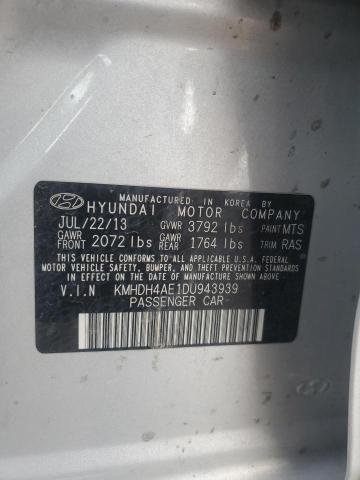 MANUFACTURED IN KOREA BY
HYUNDAI MOTOR COMPANY
JUL/22/13 GVWR 3792 lbs PAINT MTS
GAWR FRONT 2072 lbs GAWR REAR 1764 lbs TRIM RAS
THIS VEHICLE CONFORMS TO ALL APPLICABLE U.S.A FEDERAL
MOTOR VEHICLE SAFETY, BUMPER, AND THEFT PREVENTION
STANDARDS IN EFFECT ON THE DATE OF MANUFACTURE SHOWN ABOVE.
V.I.N KMHDH4AE1DU943939
PASSENGER CAR